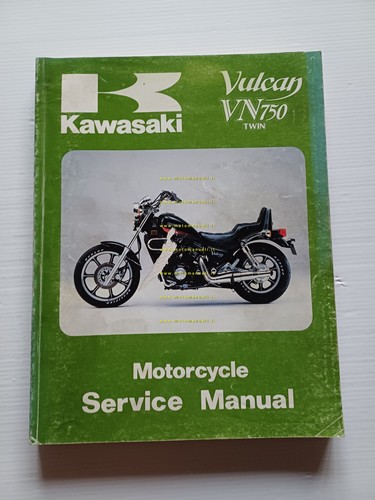 Kawasaki
Vulcan
VN750
TWIN
Motorcycle
Service Manual